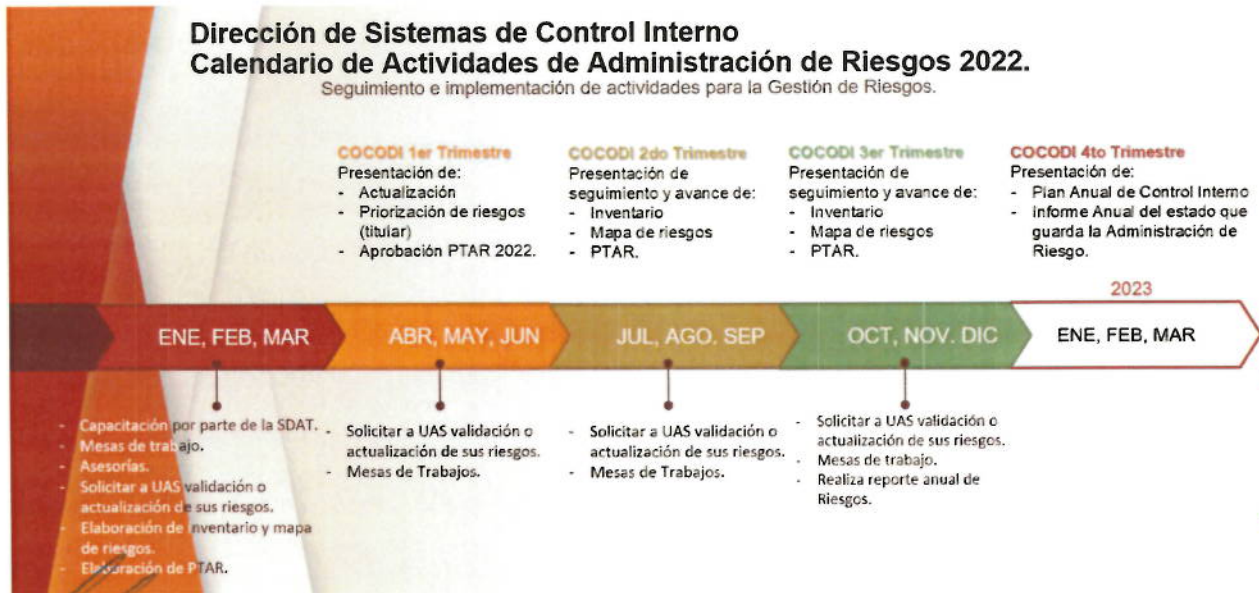 Dirección de Sistemas de Control Interno
Calendario de Actividades de Administración de Riesgos 2022.
Seguimiento e implementación de actividades para la Gestión de Riesgos.
COCODI 1er Trimestre
Presentación de:
- Actualización
- Priorización de riesgos
(titular)
- Aprobación PTAR 2022.
COCODI 2do Trimestre
Presentación de
seguimiento y avance de:
- Inventario
- Mapa de riesgos
- PTAR.
COCODI 3er Trimestre
Presentación de
seguimiento y avance de:
- Inventario
- Mapa de riesgos
- PTAR.
COCODI 4to Trimestre
Presentación de:
- Plan Anual de Control Interno
- informe Anual del estado que
guarda la Administración de
Riesgo.
2023
ENE, FEB, MAR
ABR, MAY, JUN
JUL, AGO. SEP
OCT, NOV. DIC
ENE, FEB, MAR
- Capacitación por parte de la SDAT.
- Mesas de trabajo.
- Asesorías.
- Solicitar a UAS validación o
actualización de sus riesgos.
- Elaboración de inventario y mapa
de riesgos.
- Elaboración de PTAR.
- Solicitar a UAS validación o
actualización de sus riesgos.
- Mesas de Trabajos.
- Solicitar a UAS validación o
actualización de sus riesgos.
- Mesas de Trabajos.
- Solicitar a UAS validación o
actualización de sus riesgos.
- Mesas de trabajo.
- Realiza reporte anual de
Riesgos.